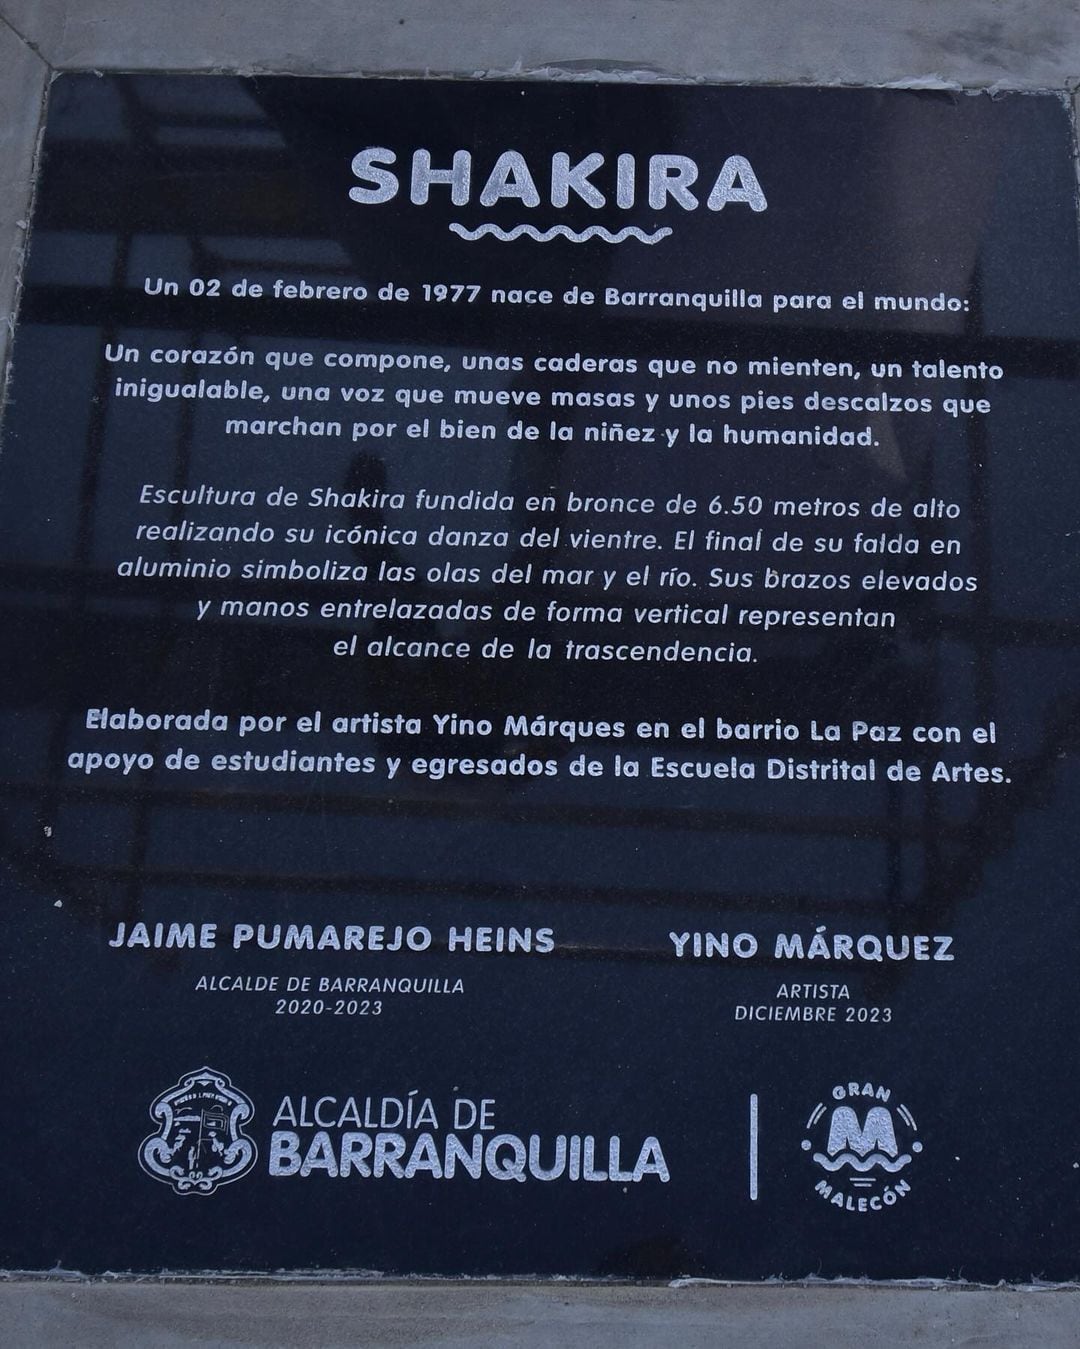 SHAKIRA
Un 02 de febrero de 1977 nace de Barranquilla para el mundo:
Un corazón que compone, unas caderas que no mienten, un talento
inigualable, una voz que mueve masas y unos pies descalzos que
marchan por el bien de la niñez y la humanidad.
Escultura de Shakira fundida en bronce de 6.50 metros de alto
realizando su icónica danza del vientre. El final de su falda en
aluminio simboliza las olas del mar y el río. Sus brazos elevados
y manos entrelazadas de forma vertical representan
el alcance de la trascendencia.
Elaborada por el artista Yino Márques en el barrio La Paz con el
apoyo de estudiantes y egresados de la Escuela Distrital de Artes.
JAIME PUMAREJO HEINS
ALCALDE DE BARRANQUILLA
2020-2023
YINO MÁRQUEZ
ARTISTA
DICIEMBRE 2023
ALCALDÍA DE
BARRANQUILLA
GRAN
M
MALECÓN